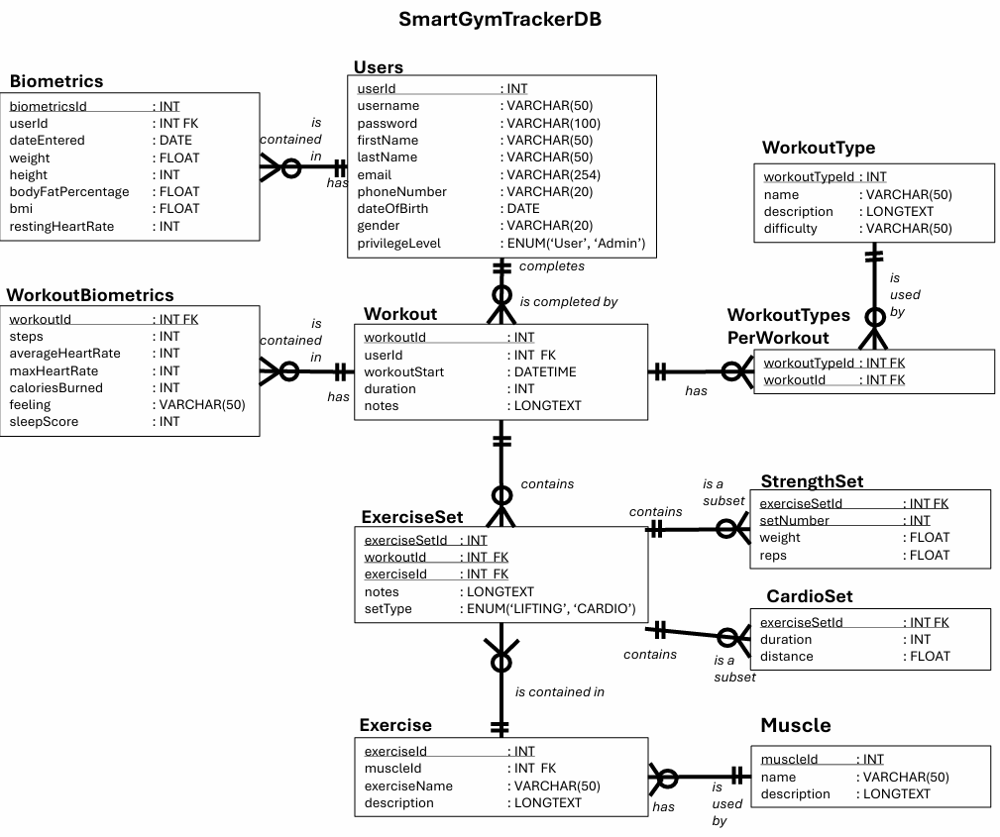 SmartGymTrackerDB
Biometrics
biometricsId : INT
userId : INT FK
dateEntered : DATE
weight : FLOAT
height : INT
bodyFatPercentage : FLOAT
bmi : FLOAT
restingHeartRate : INT
is
contained
in
has
Users
userId : INT
username : VARCHAR(50)
password : VARCHAR(100)
firstName : VARCHAR(50)
lastName : VARCHAR(50)
email : VARCHAR(254)
phoneNumber : VARCHAR(20)
dateOfBirth : DATE
gender : VARCHAR(20)
privilegeLevel : ENUM(‘User’, ‘Admin’)
completes
is completed by
WorkoutType
workoutTypeId : INT
name : VARCHAR(50)
description : LONGTEXT
difficulty : VARCHAR(50)
is
used
by
WorkoutBiometrics
workoutId : INT FK
steps : INT
averageHeartRate : INT
maxHeartRate : INT
caloriesBurned : INT
feeling : VARCHAR(50)
sleepScore : INT
is
contained
in
has
Workout
workoutId : INT
userId : INT FK
workoutStart : DATETIME
duration : INT
notes : LONGTEXT
has
WorkoutTypes
PerWorkout
workoutTypeId : INT FK
workoutId : INT FK
contains
ExerciseSet
exerciseSetId : INT
workoutId : INT FK
exerciseId : INT FK
notes : LONGTEXT
setType : ENUM(‘LIFTING’, ‘CARDIO’)
contains
is a
subset
StrengthSet
exerciseSetId : INT FK
setNumber : INT
weight : FLOAT
reps : FLOAT
contains
is a
subset
CardioSet
exerciseSetId : INT FK
duration : INT
distance : FLOAT
is contained in
Exercise
exerciseId : INT
muscleId : INT FK
exerciseName : VARCHAR(50)
description : LONGTEXT
has
is
used
by
Muscle
muscleId : INT
name : VARCHAR(50)
description : LONGTEXT